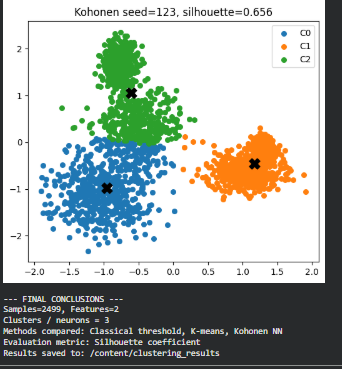 Kohonen seed=123, silhouette=0.656
C0
C1
C2
2
1
0
−1
−2
−2.0 −1.5 −1.0 −0.5 0.0 0.5 1.0 1.5 2.0
--- FINAL CONCLUSIONS ---
Samples=2499, Features=2
Clusters / neurons = 3
Methods compared: Classical threshold, K-means, Kohonen NN
Evaluation metric: Silhouette coefficient
Results saved to: /content/clustering_results